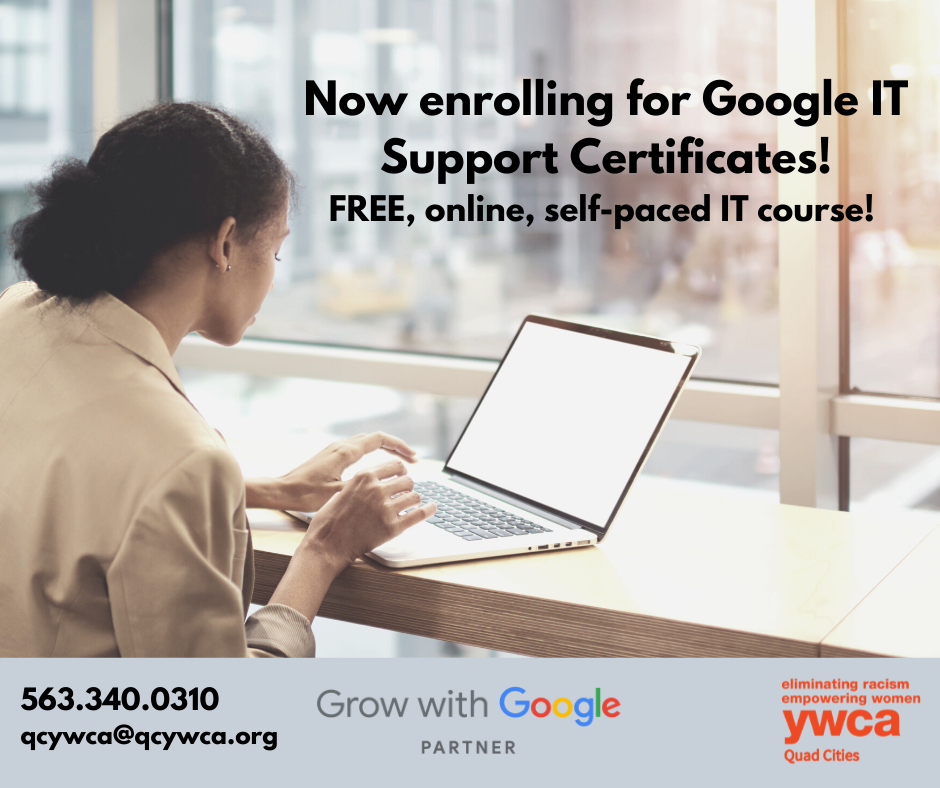 Now enrolling for Google IT
Support Certificates!
FREE, online, self-paced IT course!
563.340.0310
qcywca@qcywca.org
Grow with Google
PARTNER
eliminating racism
empowering women
ywca
Quad Cities